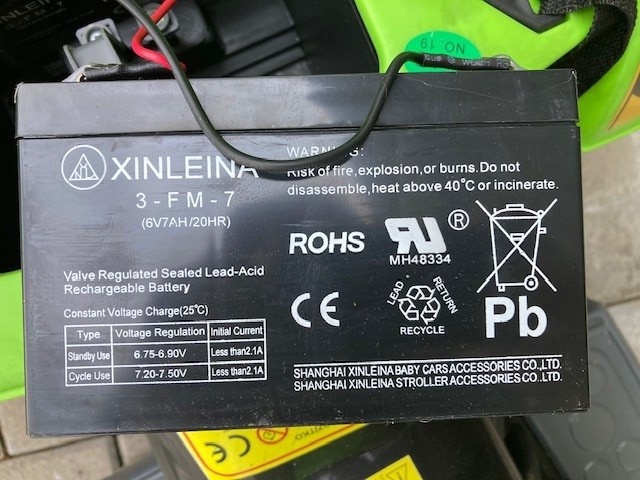 NO. 19
XINLEINA
3-FM-7
(6V7AH/20HR)
Valve Regulated Sealed Lead-Acid
Rechargeable Battery
Constant Voltage Charge(25℃)
Type Voltage Regulation Initial Current
Standby Use 6.75-6.90V Less than2.1A
Cycle Use 7.20-7.50V Less than2.1A
WARNING:
Risk of fire,explosion,or burns.Do not
disassemble,heat above 40℃ or incinerate.
ROHS
®
MH48334
CE
LEAD RETURN
RECYCLE
Pb
SHANGHAI XINLEINA BABY CARS ACCESSORIES CO.,LTD.
SHANGHAI XINLEINA STROLLER ACCESSORIES CO.,LTD.
CE